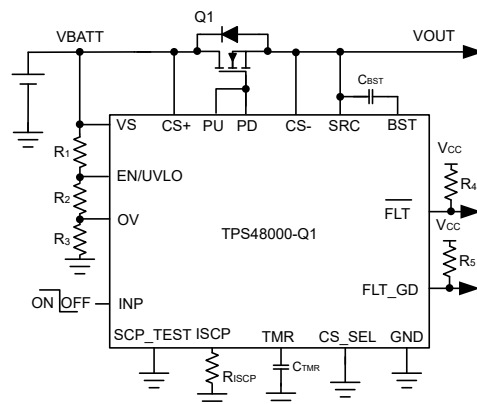 Q1
VBATT
VOUT
CBST
VS
CS+
PU
PD
CS-
SRC
BST
R1
EN/UVLO
R2
OV
R3
TPS48000-Q1
VCC
R4
FLT
VCC
R5
FLT_GD
ON OFF
INP
SCP_TEST
ISCP
TMR
CS_SEL
GND
RISCP
CTMR